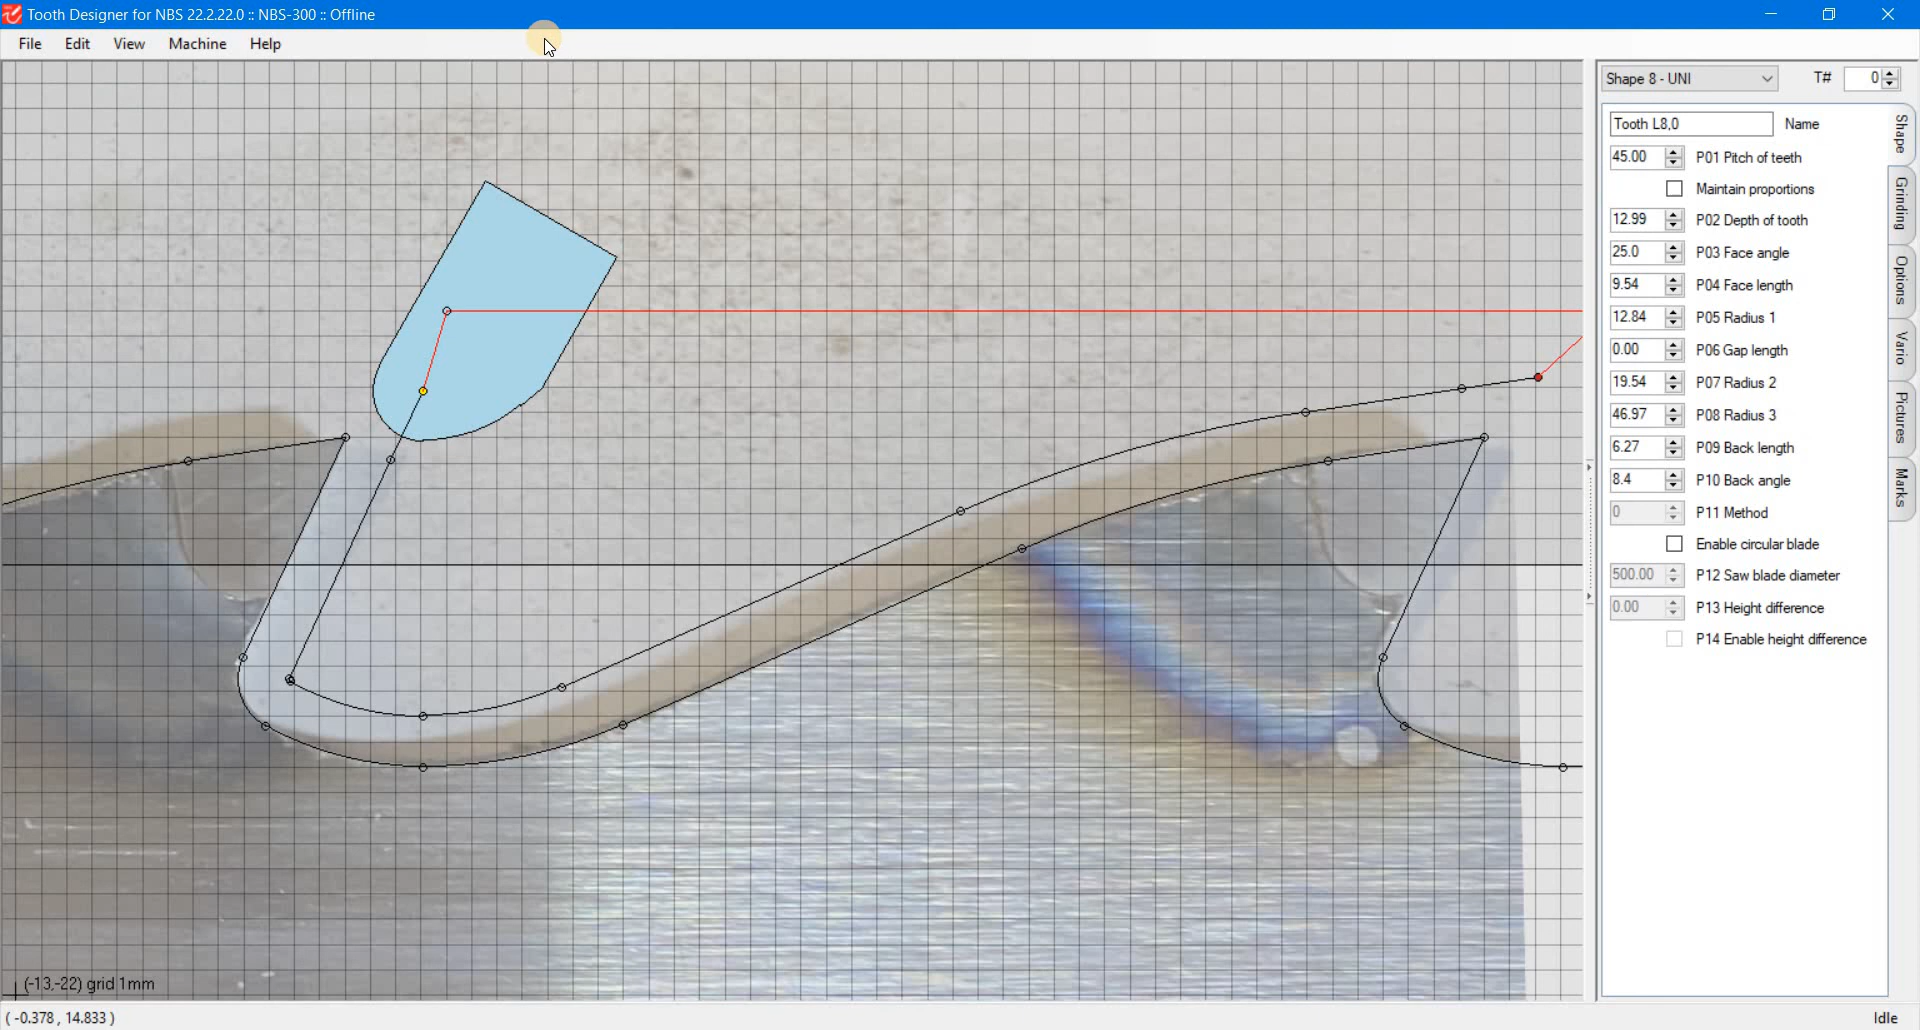 Tooth Designer for NBS 22.2.22.0 :: NBS-300 :: Offline
File Edit View Machine Help
Shape 8 - UNI T# 0
Tooth L8,0 Name
45.00 P01 Pitch of teeth
Maintain proportions
12.99 P02 Depth of tooth
25.0 P03 Face angle
9.54 P04 Face length
12.84 P05 Radius 1
0.00 P06 Gap length
19.54 P07 Radius 2
46.97 P08 Radius 3
6.27 P09 Back length
8.4 P10 Back angle
0 P11 Method
Enable circular blade
500.00 P12 Saw blade diameter
0.00 P13 Height difference
P14 Enable height difference
Shape
Grinding
Options
Vario
Pictures
Marks
(-13,-22) grid 1mm
( -0.378 , 14.833 )
Idle